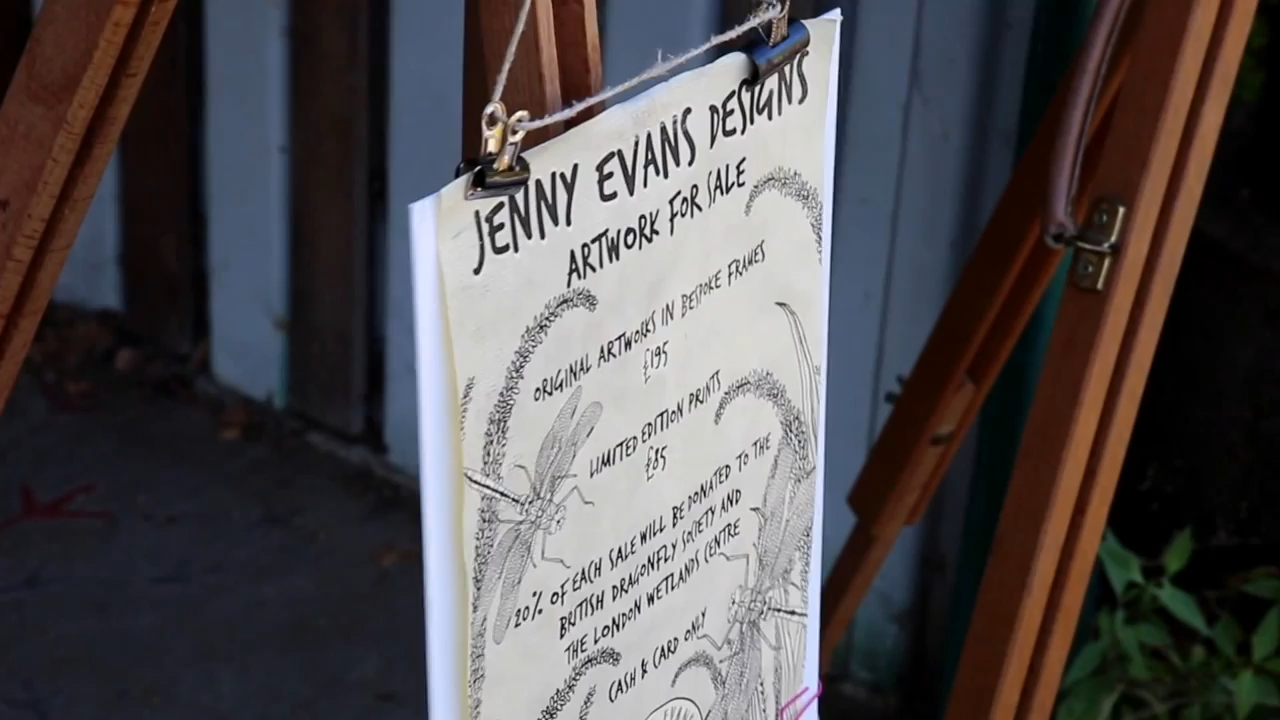 JENNY EVANS DESIGNS
ARTWORK FOR SALE
ORIGINAL ARTWORKS IN BESPOKE FRAMES
£195
LIMITED EDITION PRINTS
£85
20% OF EACH SALE WILL BE DONATED TO THE
BRITISH DRAGONFLY SOCIETY AND
THE LONDON WETLANDS CENTRE
CASH & CARD ONLY